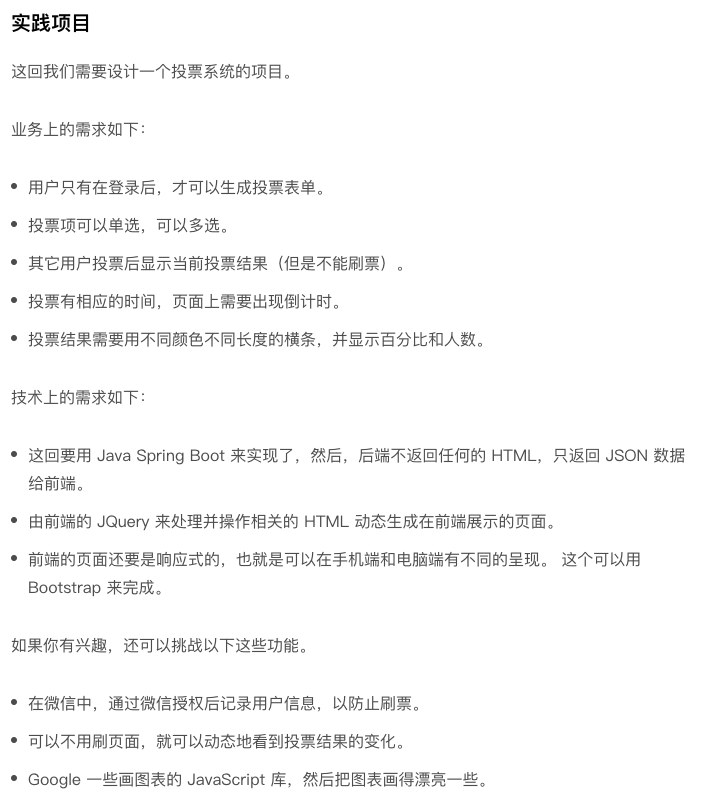 实践项目
这回我们需要设计一个投票系统的项目。
业务上的需求如下：
• 用户只有在登录后，才可以生成投票表单。
• 投票项可以单选，可以多选。
• 其它用户投票后显示当前投票结果（但是不能刷票）。
• 投票有相应的时间，页面上需要出现倒计时。
• 投票结果需要用不同颜色不同长度的横条，并显示百分比和人数。
技术上的需求如下：
• 这回要用 Java Spring Boot 来实现了，然后，后端不返回任何的 HTML，只返回 JSON 数据
给前端。
• 由前端的 JQuery 来处理并操作相关的 HTML 动态生成在前端展示的页面。
• 前端的页面还要是响应式的，也就是可以在手机端和电脑端有不同的呈现。 这个可以用
Bootstrap 来完成。
如果你有兴趣，还可以挑战以下这些功能。
• 在微信中，通过微信授权后记录用户信息，以防止刷票。
• 可以不用刷页面，就可以动态地看到投票结果的变化。
• Google 一些画图表的 JavaScript 库，然后把图表画得漂亮一些。